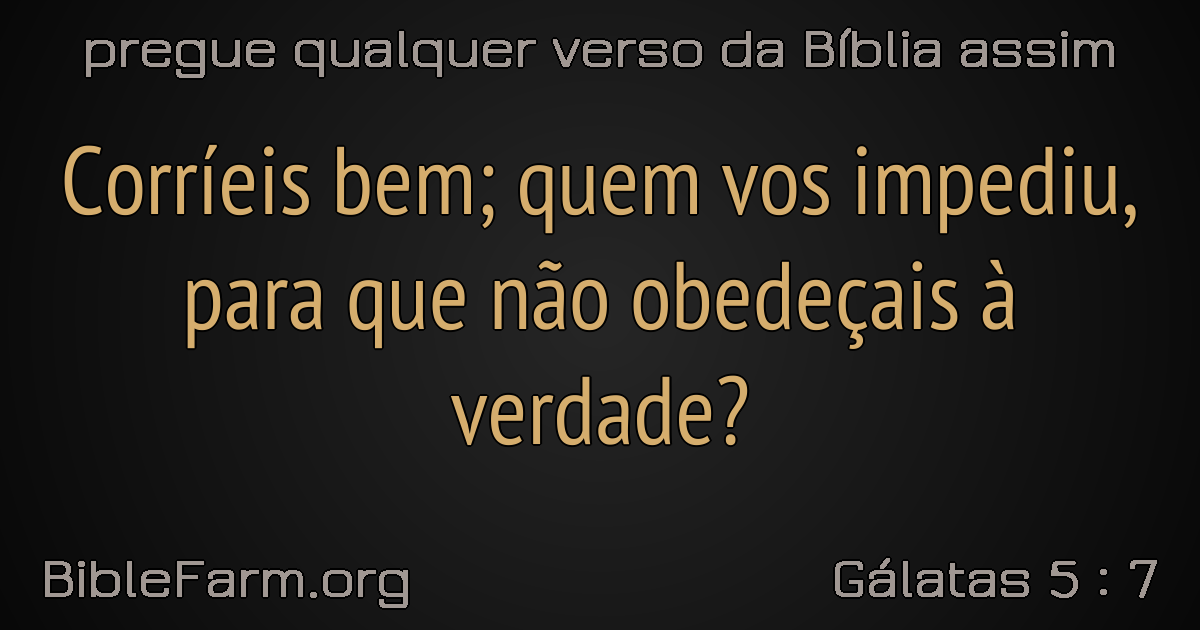 pregue qualquer verso da Bíblia assim
Corríeis bem; quem vos impediu,
para que não obedeçais à
verdade?
BibleFarm.org
Gálatas 5 : 7